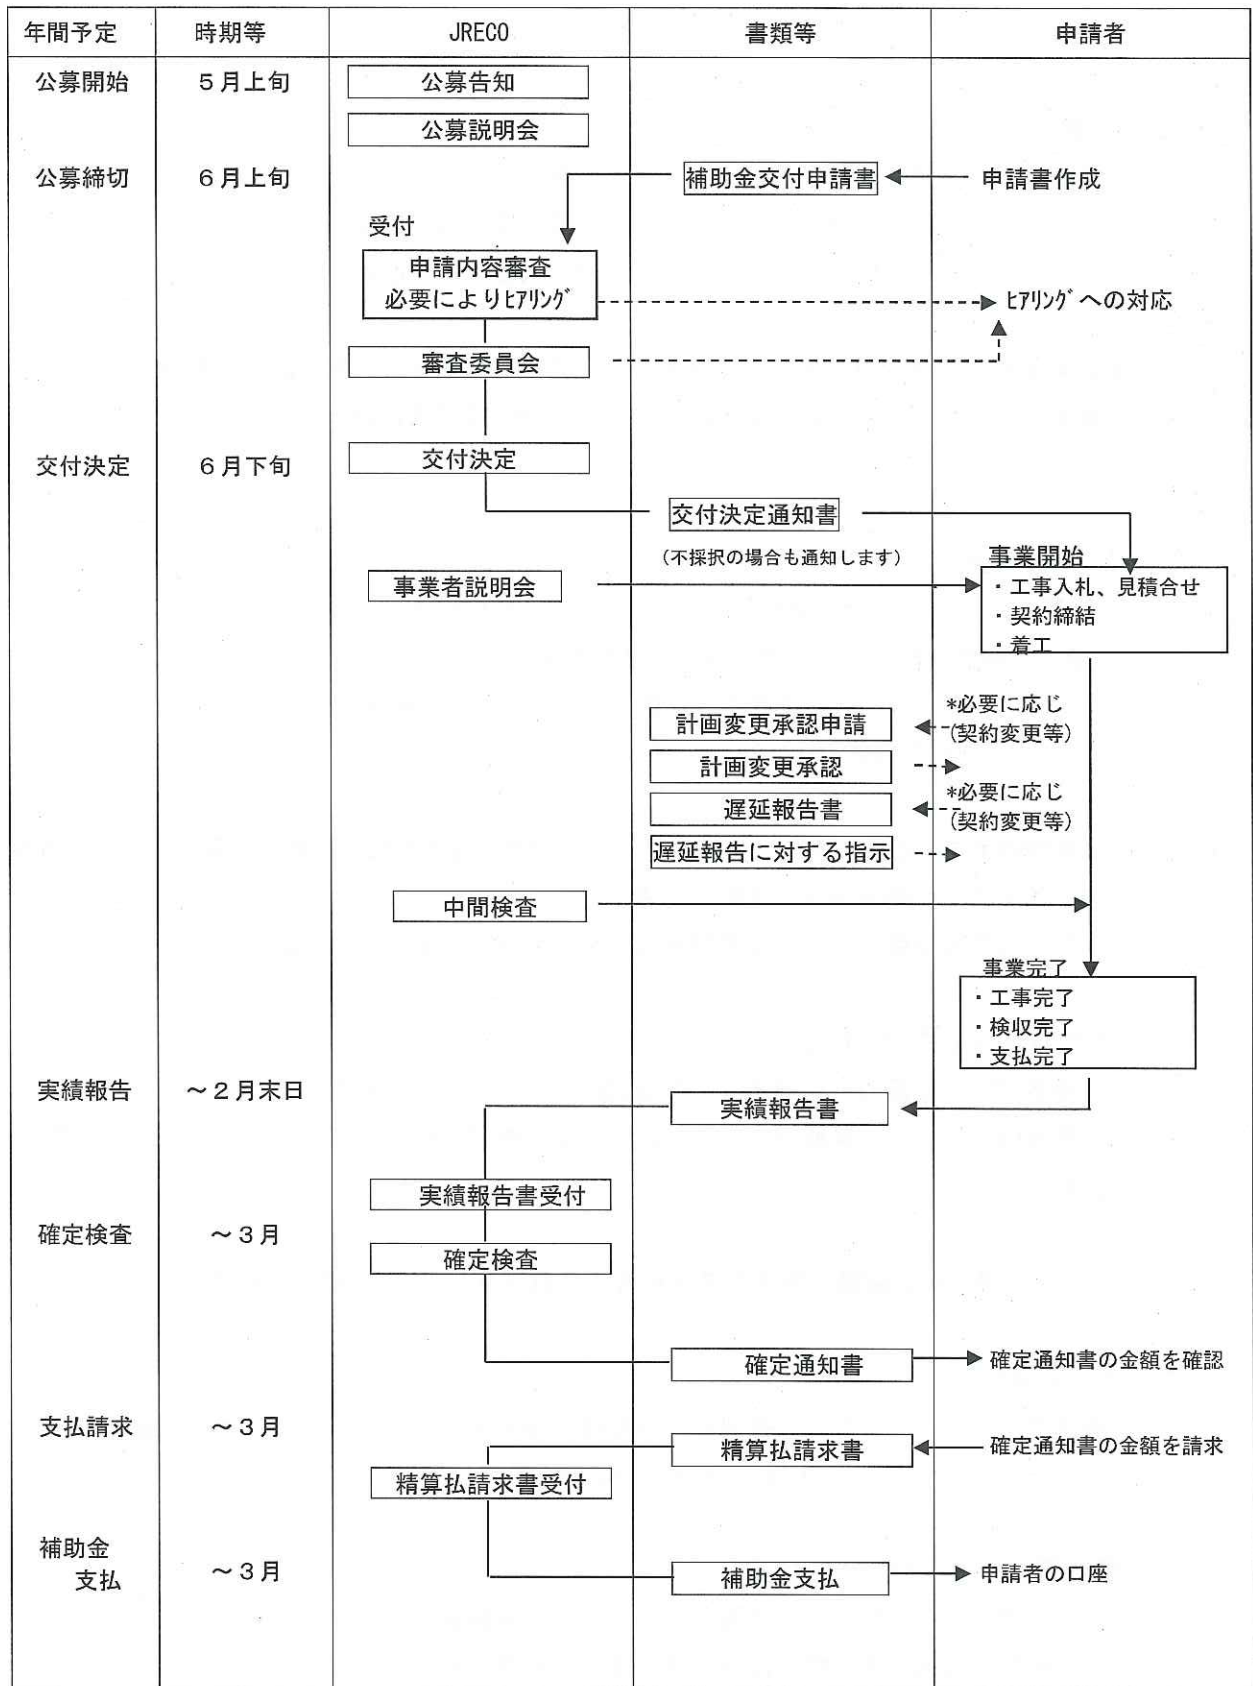 年間予定 時期等 JRECO 書類等 申請者
公募開始 5月上旬 公募告知
公募説明会
公募締切 6月上旬 補助金交付申請書 申請書作成
受付
申請内容審査
必要によりﾋｱﾘﾝｸﾞ ﾋｱﾘﾝｸﾞへの対応
審査委員会
交付決定 6月下旬 交付決定
交付決定通知書
(不採択の場合も通知します)
事業開始
事業者説明会 ・工事入札、見積合せ
・契約締結
・着工
*必要に応じ
計画変更承認申請 (契約変更等)
計画変更承認
*必要に応じ
遅延報告書 (契約変更等)
遅延報告に対する指示
中間検査
事業完了
・工事完了
・検収完了
・支払完了
実績報告 ～2月末日 実績報告書
実績報告書受付
確定検査 ～3月
確定検査
確定通知書 確定通知書の金額を確認
支払請求 ～3月
精算払請求書 確定通知書の金額を請求
精算払請求書受付
補助金
支払 ～3月 補助金支払 申請者の口座